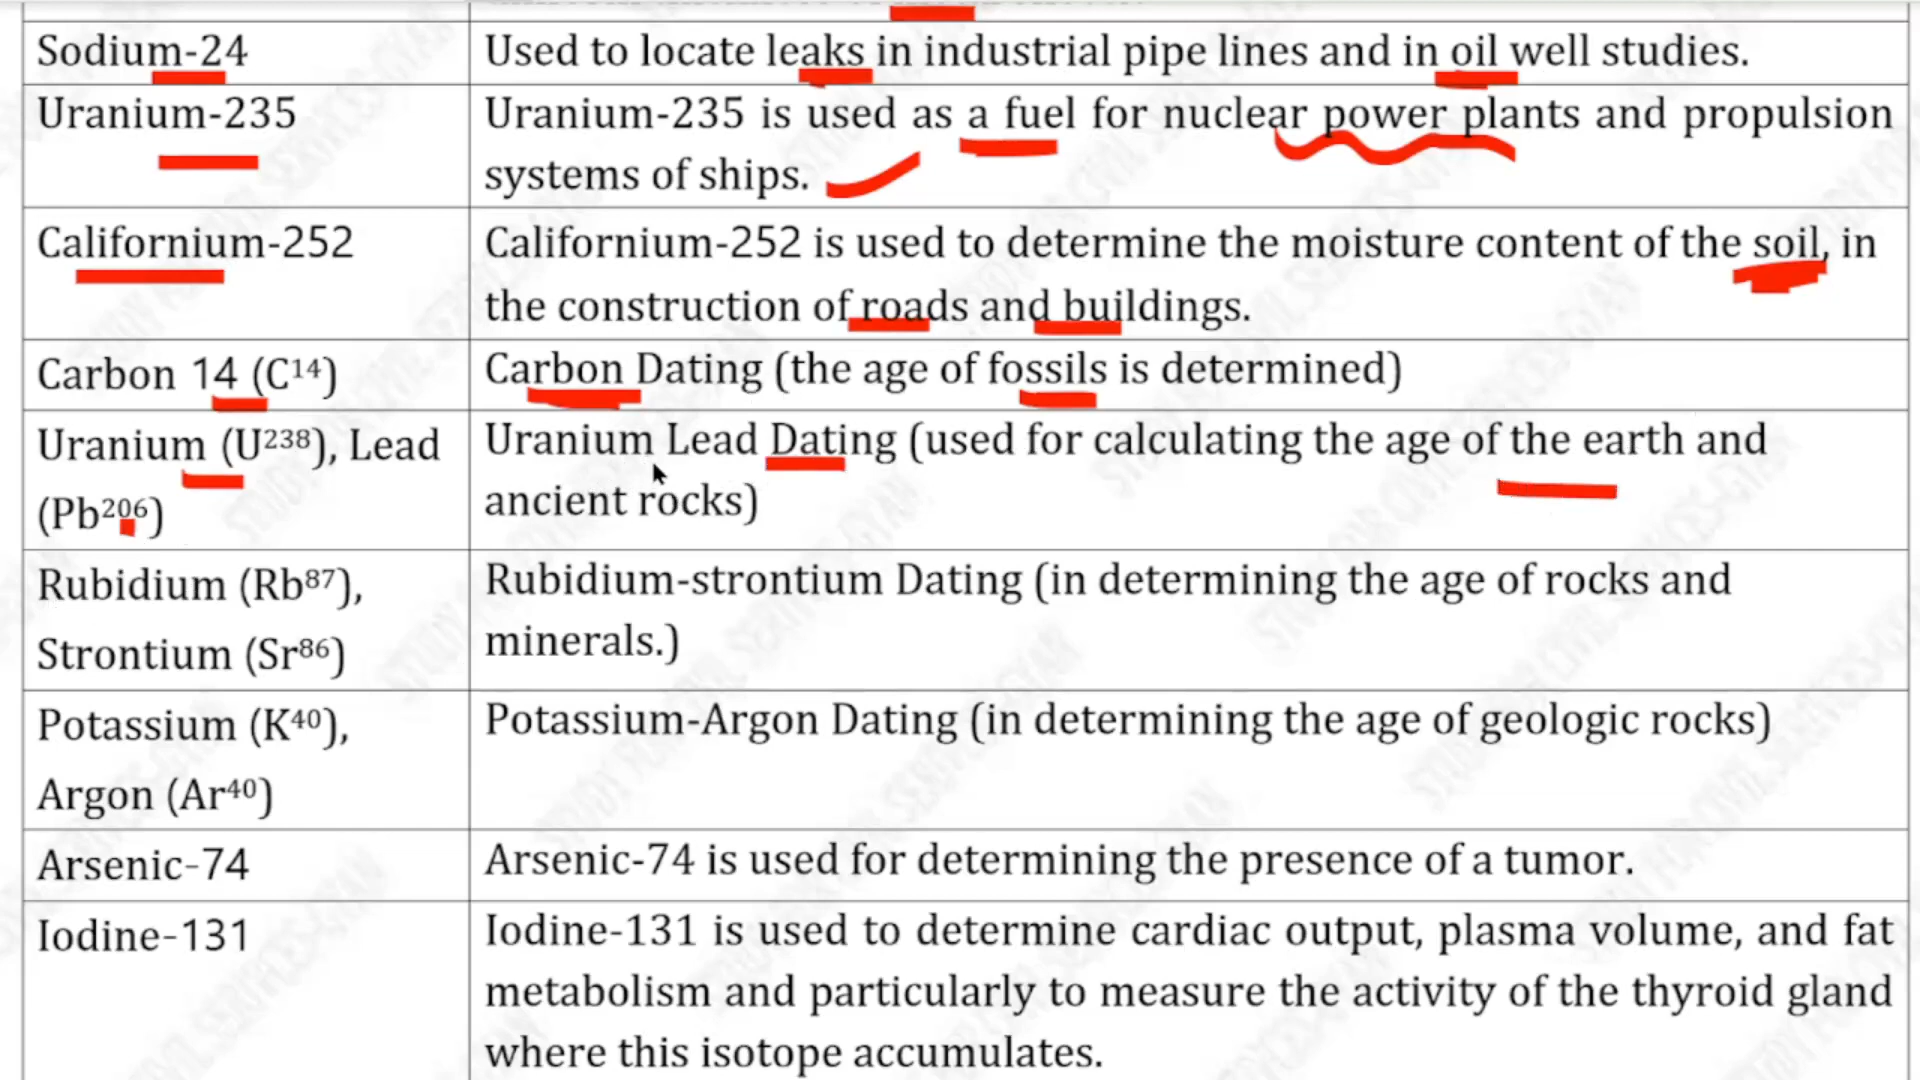 Sodium-24
Used to locate leaks in industrial pipe lines and in oil well studies.
Uranium-235
Uranium-235 is used as a fuel for nuclear power plants and propulsion
systems of ships.
Californium-252
Californium-252 is used to determine the moisture content of the soil, in
the construction of roads and buildings.
Carbon 14 (C¹⁴)
Carbon Dating (the age of fossils is determined)
Uranium (U²³⁸), Lead
(Pb²⁰⁶)
Uranium Lead Dating (used for calculating the age of the earth and
ancient rocks)
Rubidium (Rb⁸⁷),
Strontium (Sr⁸⁶)
Rubidium-strontium Dating (in determining the age of rocks and
minerals.)
Potassium (K⁴⁰),
Argon (Ar⁴⁰)
Potassium-Argon Dating (in determining the age of geologic rocks)
Arsenic-74
Arsenic-74 is used for determining the presence of a tumor.
Iodine-131
Iodine-131 is used to determine cardiac output, plasma volume, and fat
metabolism and particularly to measure the activity of the thyroid gland
where this isotope accumulates.